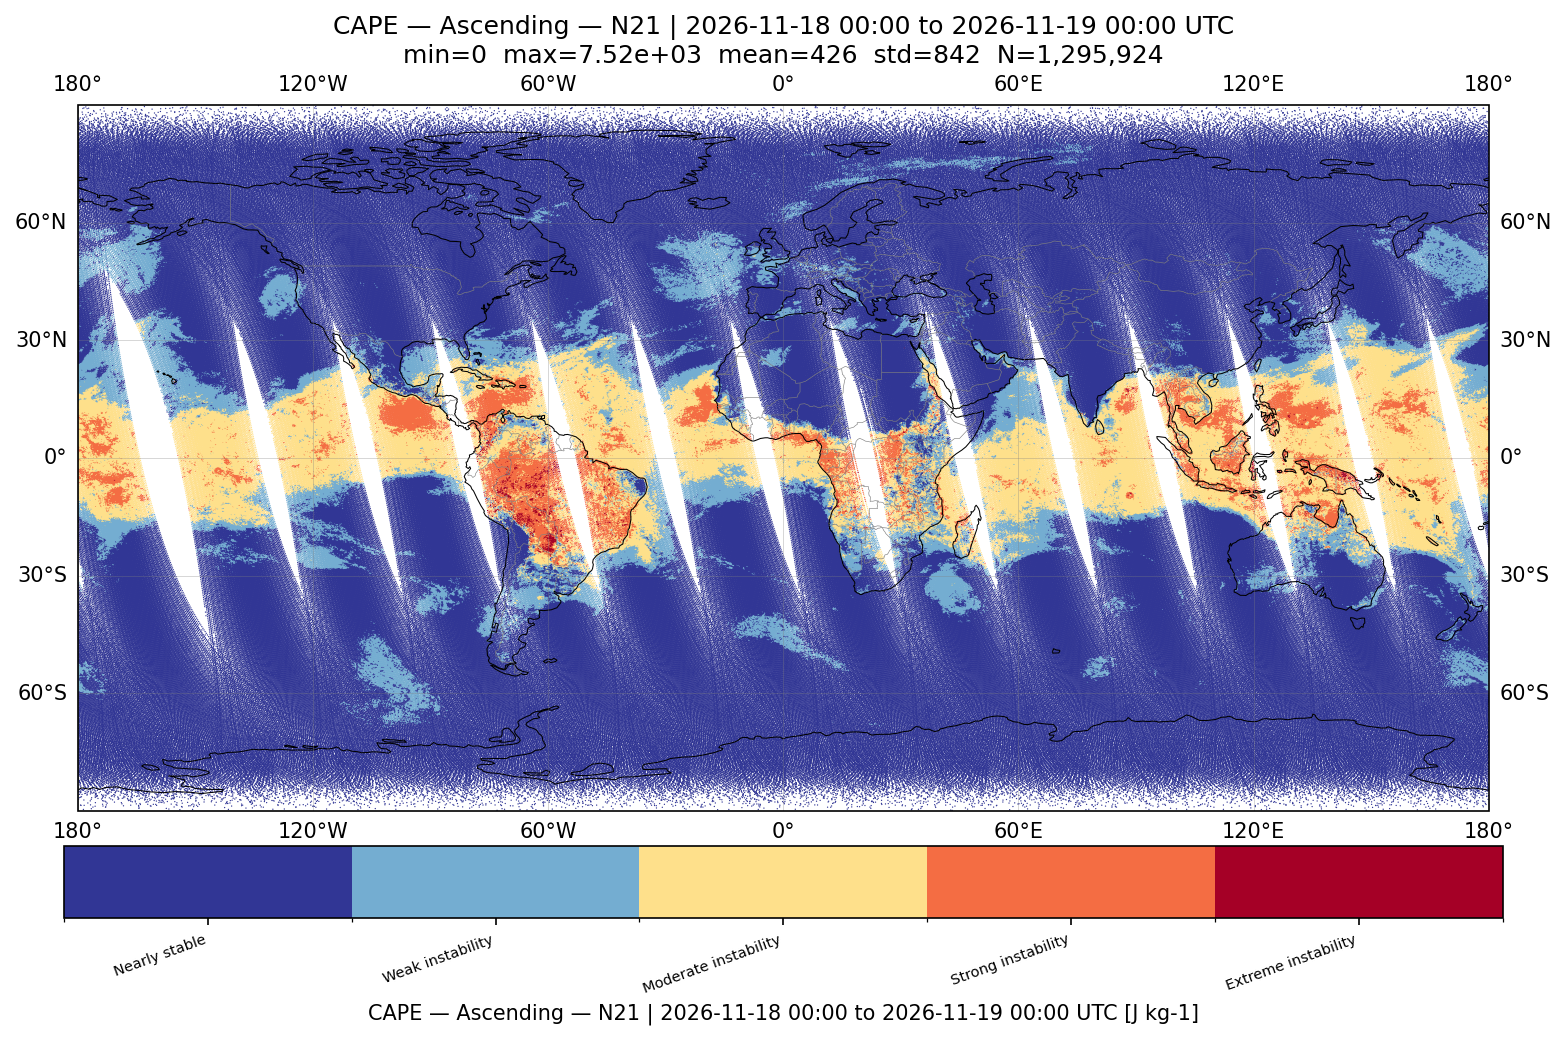 CAPE — Ascending — N21 | 2026-11-18 00:00 to 2026-11-19 00:00 UTC
min=0 max=7.52e+03 mean=426 std=842 N=1,295,924
180° 120°W 60°W 0° 60°E 120°E 180°
60°N 60°N
30°N 30°N
0° 0°
30°S 30°S
60°S 60°S
180° 120°W 60°W 0° 60°E 120°E 180°
Nearly stable Weak instability Moderate instability Strong instability Extreme instability
CAPE — Ascending — N21 | 2026-11-18 00:00 to 2026-11-19 00:00 UTC [J kg-1]